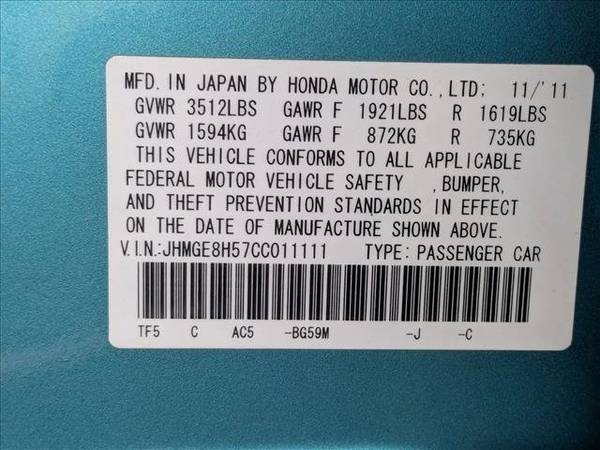 MFD. IN JAPAN BY HONDA MOTOR CO., LTD: 11/'11
GVWR 3512LBS GAWR F 1921LBS R 1619LBS
GVWR 1594KG GAWR F 872KG R 735KG
THIS VEHICLE CONFORMS TO ALL APPLICABLE
FEDERAL MOTOR VEHICLE SAFETY , BUMPER,
AND THEFT PREVENTION STANDARDS IN EFFECT
ON THE DATE OF MANUFACTURE SHOWN ABOVE.
V.I.N.:JHMGE8H57CC011111 TYPE: PASSENGER CAR
TF5 C AC5 -BG59M -J -C